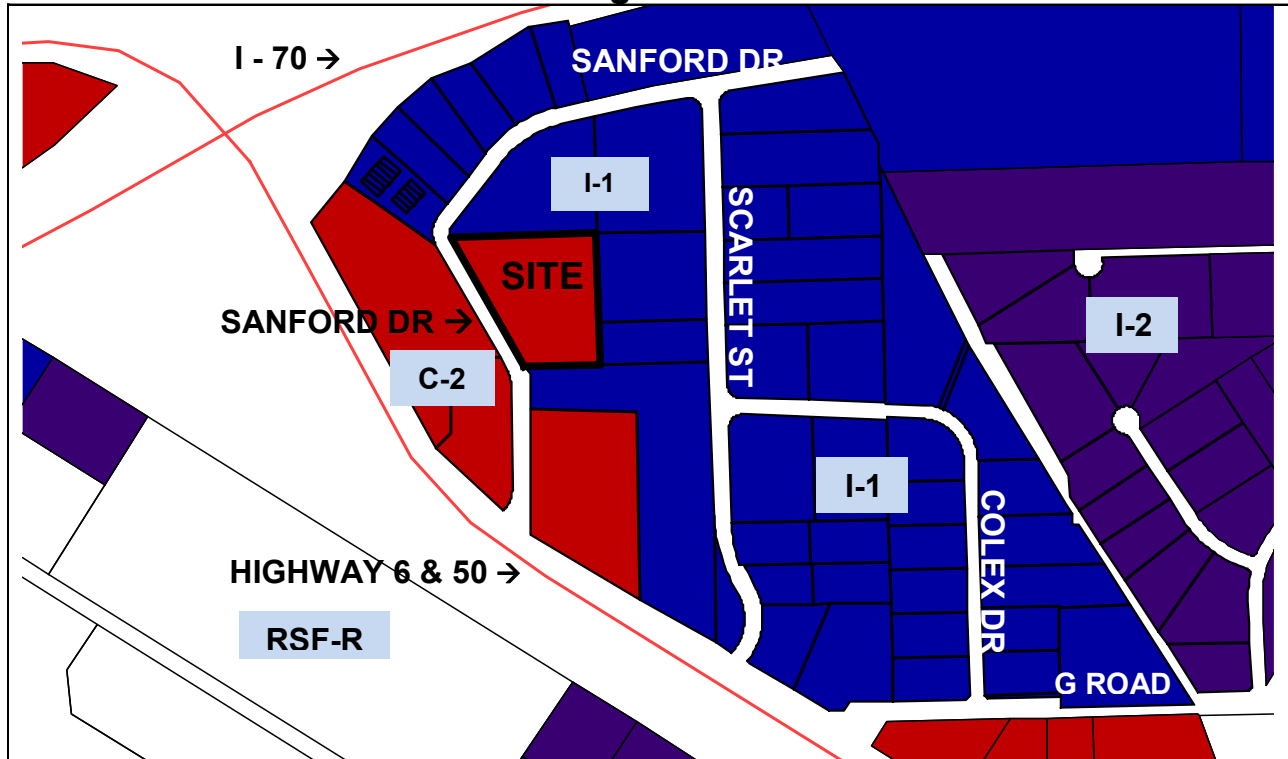 I - 70 →
SANFORD DR
I-1
SCARLET ST
SITE
SANFORD DR →
I-2
C-2
I-1
COLEX DR
HIGHWAY 6 & 50 →
RSF-R
G ROAD